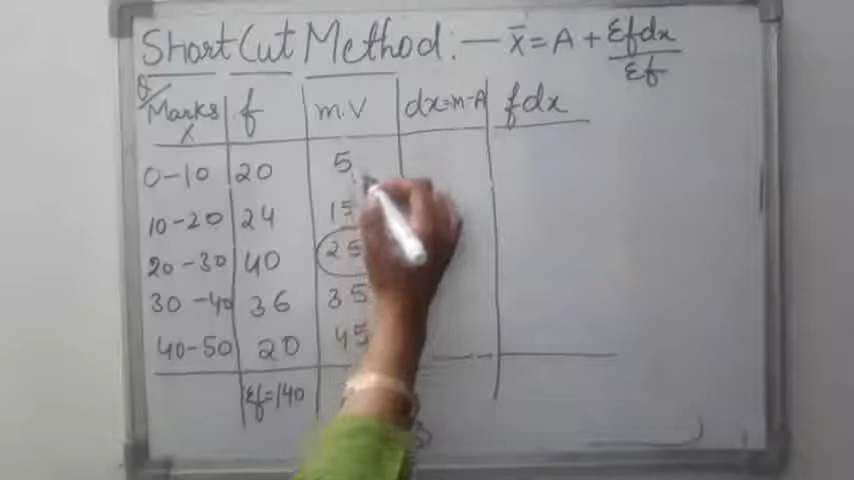 Short Cut Method:- x̄ = A + Σfdx/Σf
Q/ Marks X f m.v dx=m-A fdx
0-10 20 5
10-20 24 15
20-30 40 25
30-40 36 35
40-50 20 45
Σf=140